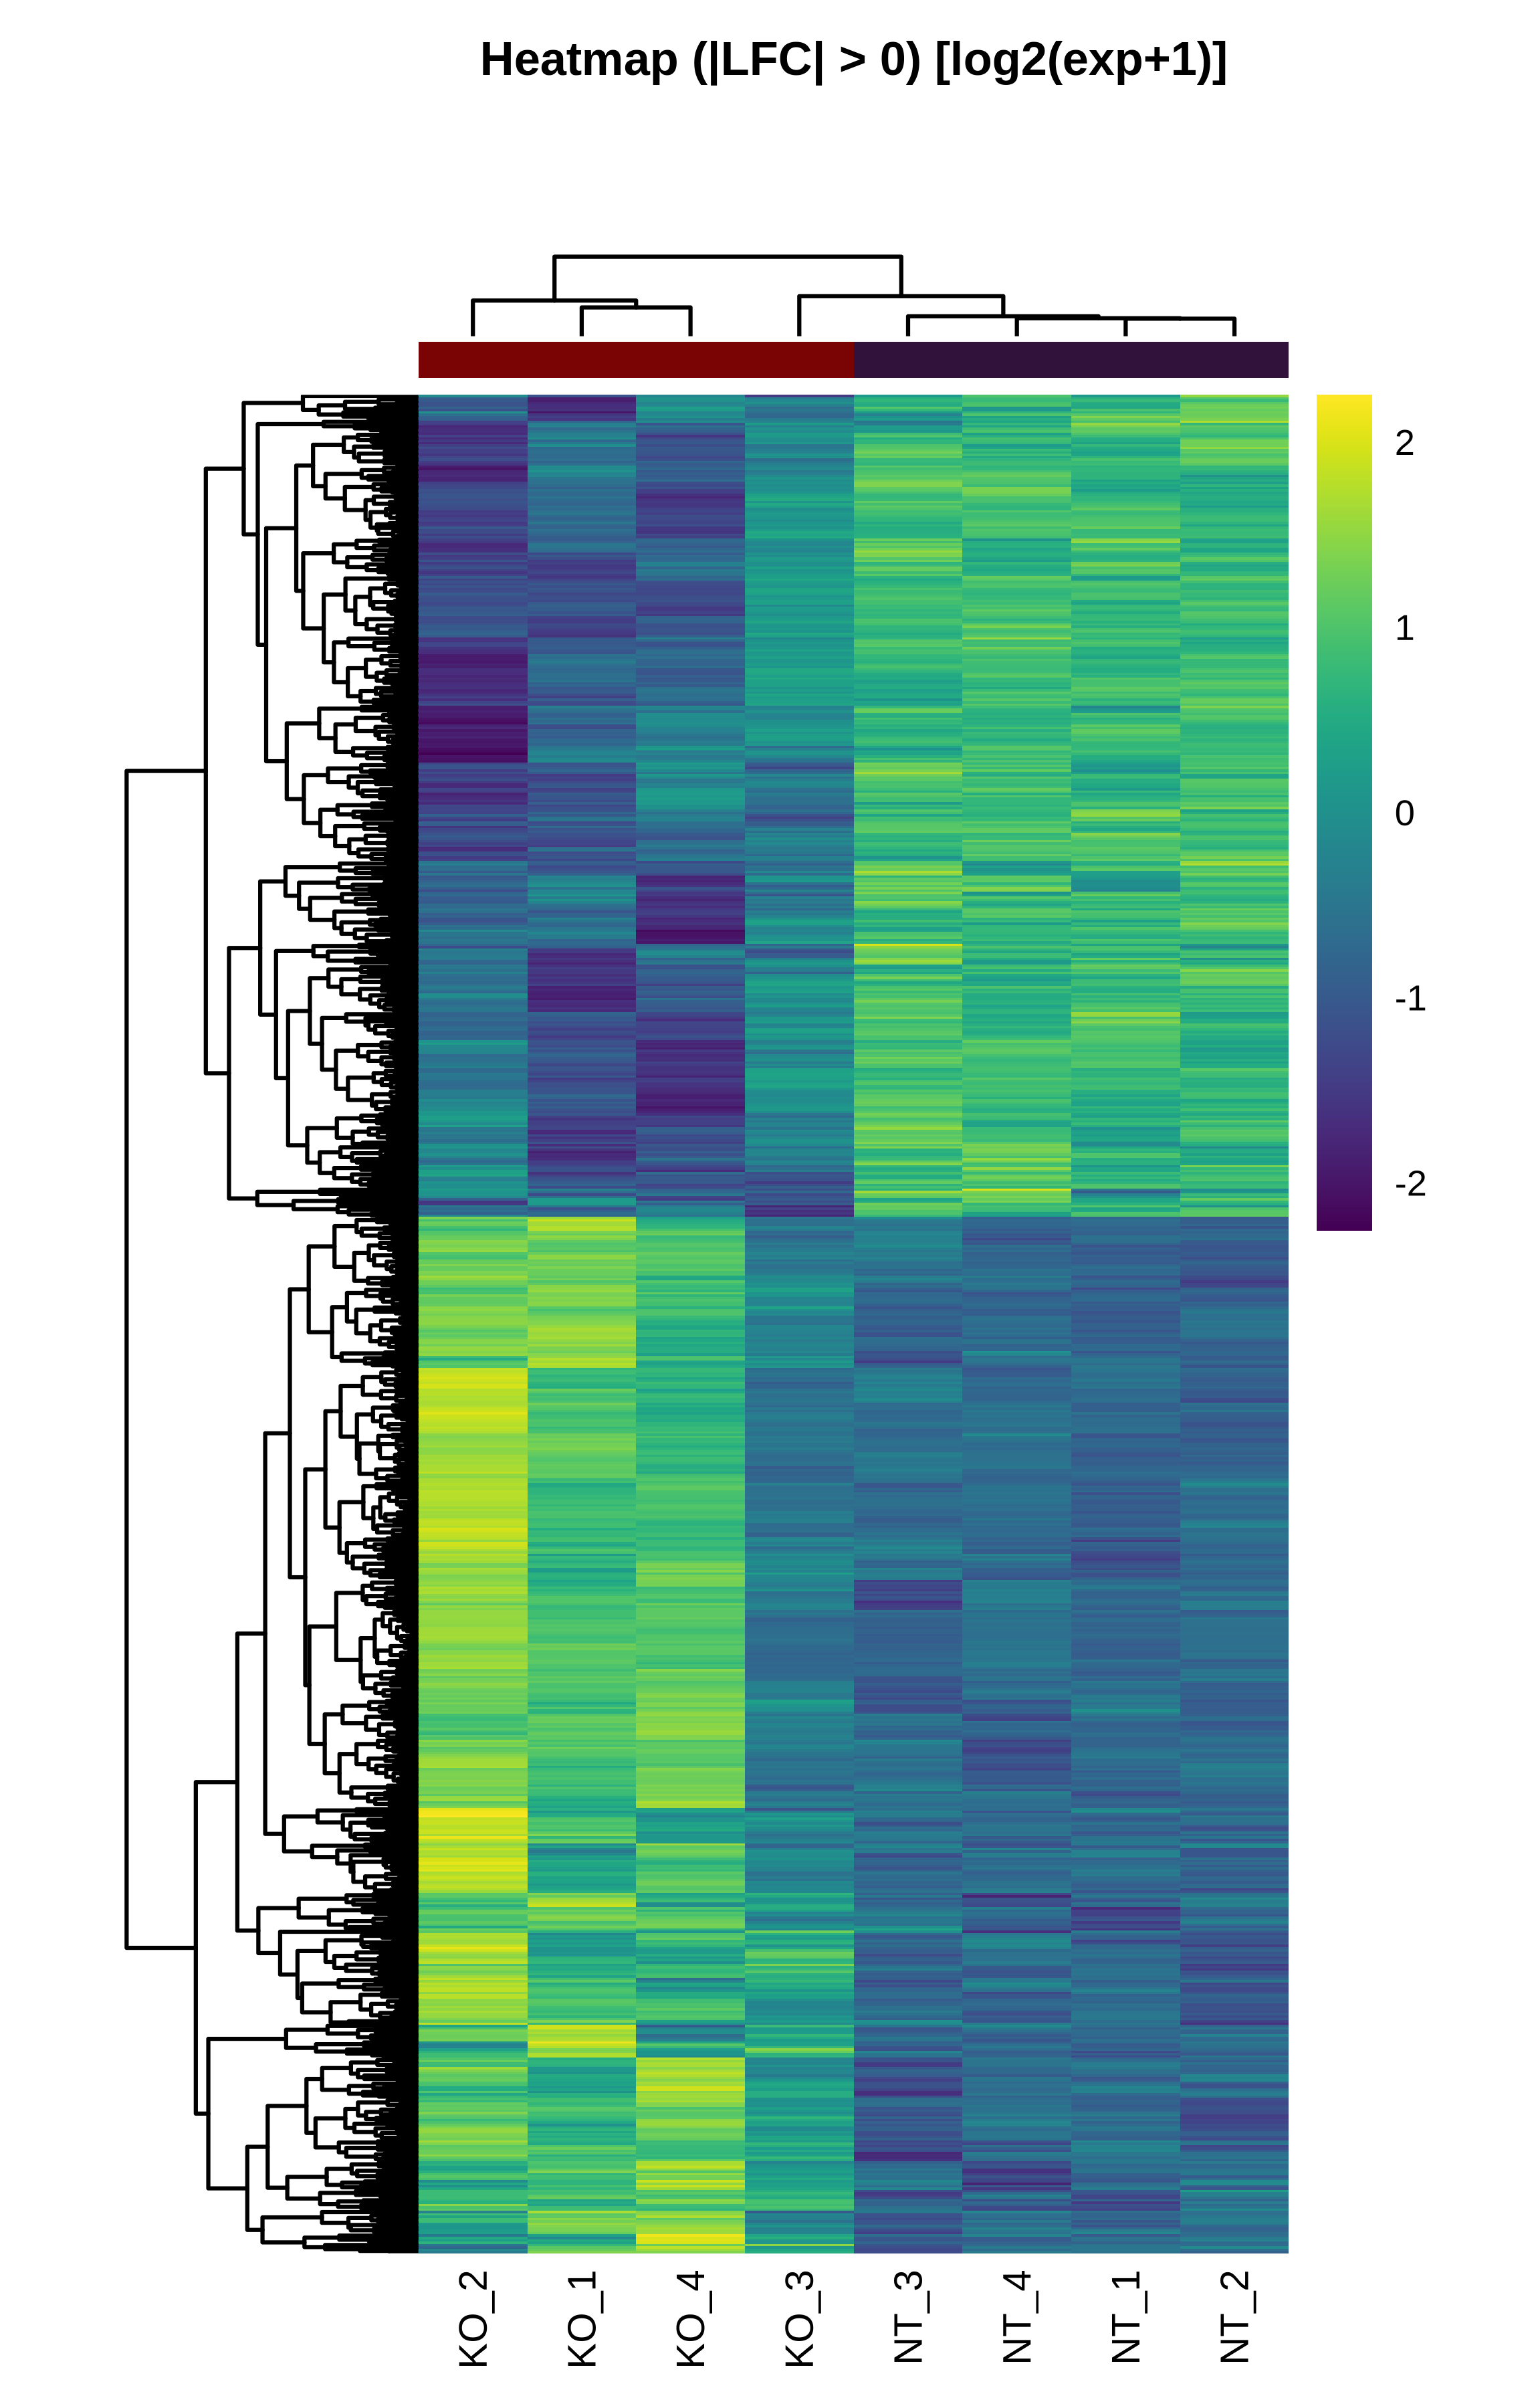 Heatmap (|LFC| > 0) [log2(exp+1)]
2
1
0
-1
-2
KO_2
KO_1
KO_4
KO_3
NT_3
NT_4
NT_1
NT_2